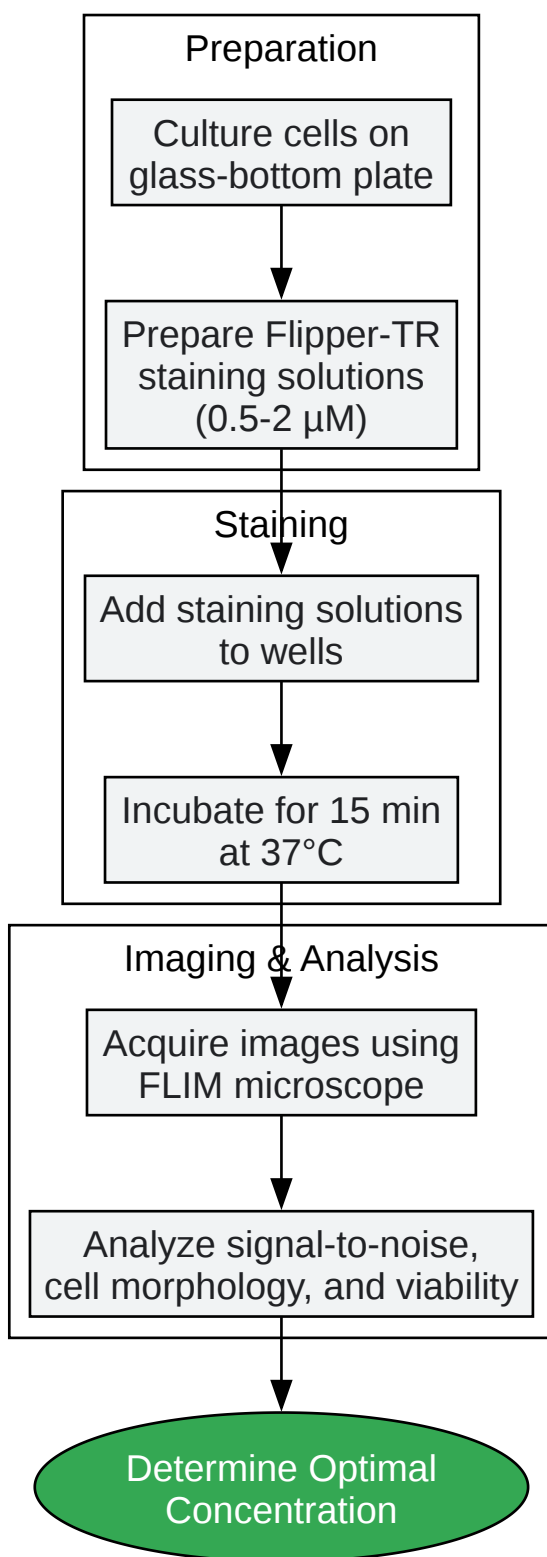 Preparation
Culture cells on
glass-bottom plate
Prepare Flipper-TR
staining solutions
(0.5-2 µM)
Staining
Add staining solutions
to wells
Incubate for 15 min
at 37°C
Imaging & Analysis
Acquire images using
FLIM microscope
Analyze signal-to-noise,
cell morphology, and viability
Determine Optimal
Concentration